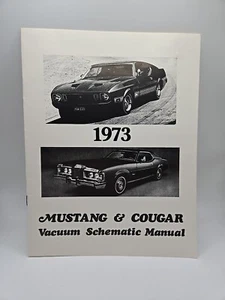 1973
MUSTANG & COUGAR
Vacuum Schematic Manual